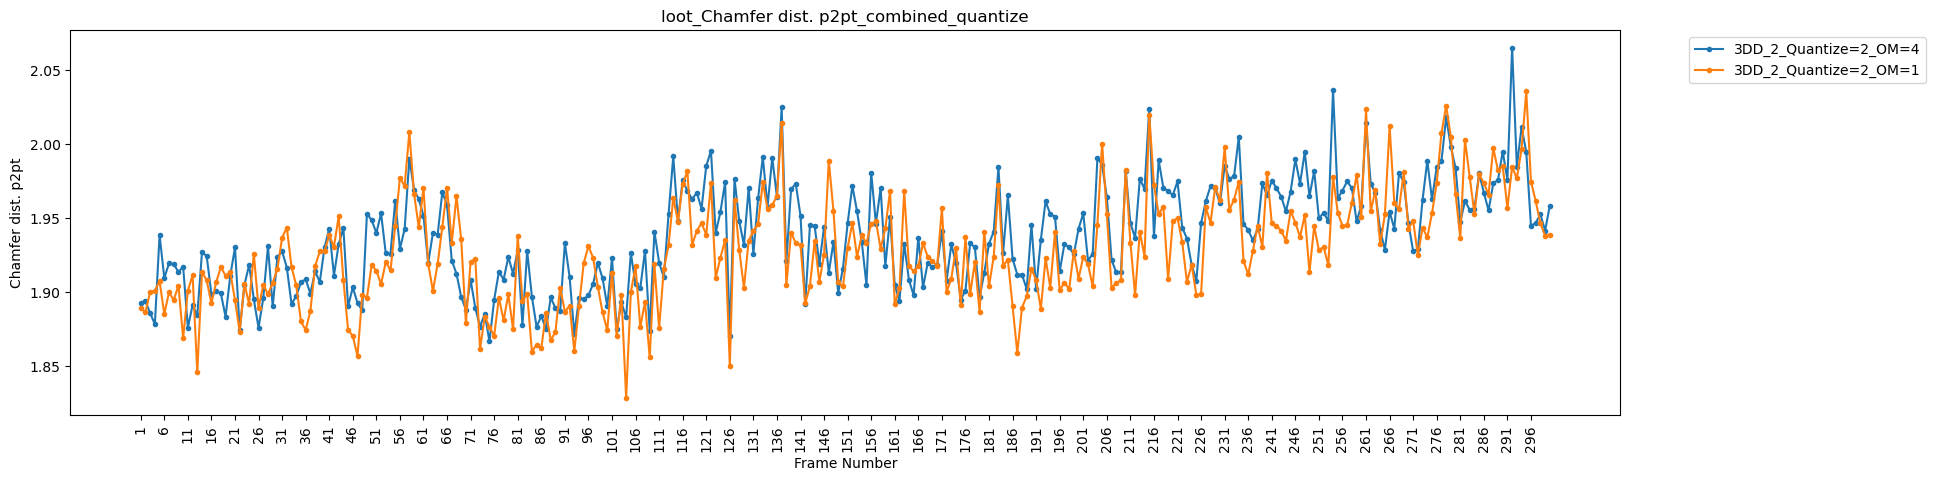 loot_Chamfer dist. p2pt_combined_quantize
3DD_2_Quantize=2_OM=4
3DD_2_Quantize=2_OM=1
Chamfer dist. p2pt
2.05
2.00
1.95
1.90
1.85
1 6 11 16 21 26 31 36 41 46 51 56 61 66 71 76 81 86 91 96 101 106 111 116 121 126 131 136 141 146 151 156 161 166 171 176 181 186 191 196 201 206 211 216 221 226 231 236 241 246 251 256 261 266 271 276 281 286 291 296
Frame Number